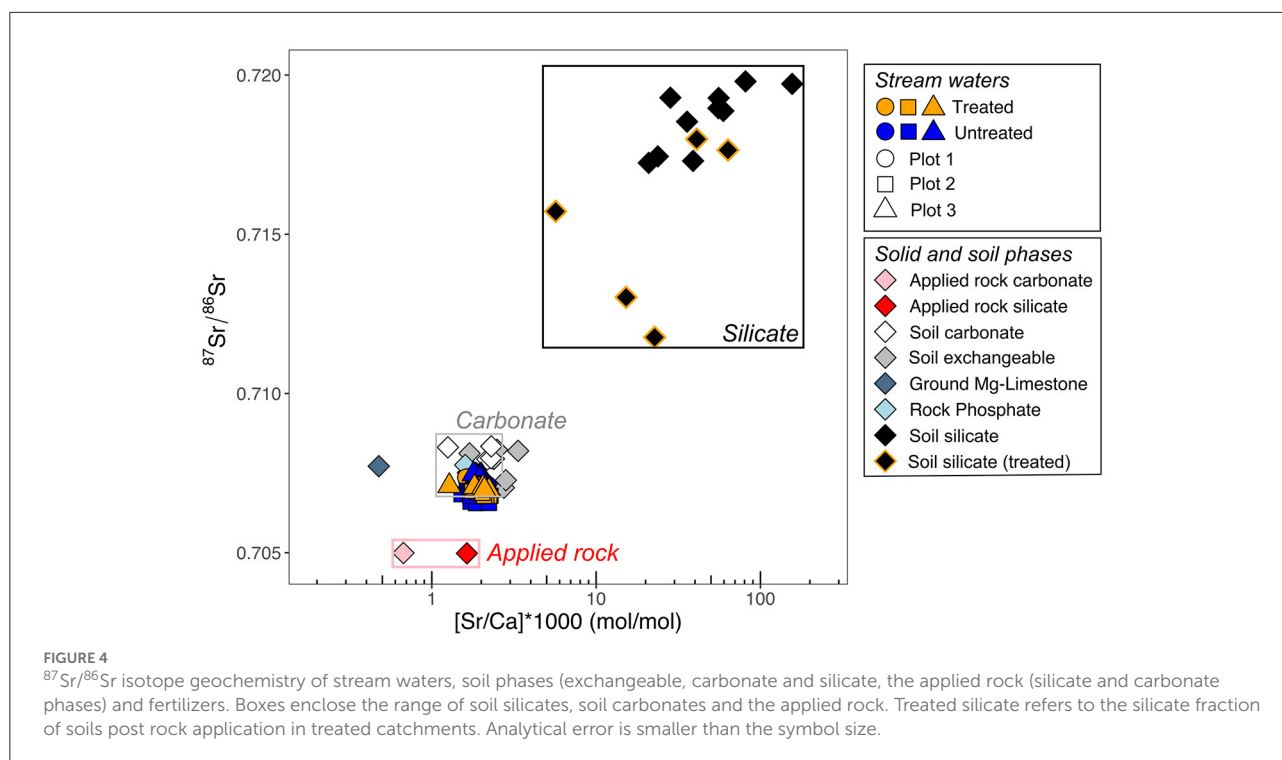 0.720
0.715
0.710
0.705
87Sr/86Sr
Silicate
Carbonate
Applied rock
1
10
100
[Sr/Ca]*1000 (mol/mol)
Stream waters
Treated
Untreated
Plot 1
Plot 2
Plot 3
Solid and soil phases
Applied rock carbonate
Applied rock silicate
Soil carbonate
Soil exchangeable
Ground Mg-Limestone
Rock Phosphate
Soil silicate
Soil silicate (treated)
FIGURE 4
87Sr/86Sr isotope geochemistry of stream waters, soil phases (exchangeable, carbonate and silicate, the applied rock (silicate and carbonate
phases) and fertilizers. Boxes enclose the range of soil silicates, soil carbonates and the applied rock. Treated silicate refers to the silicate fraction
of soils post rock application in treated catchments. Analytical error is smaller than the symbol size.